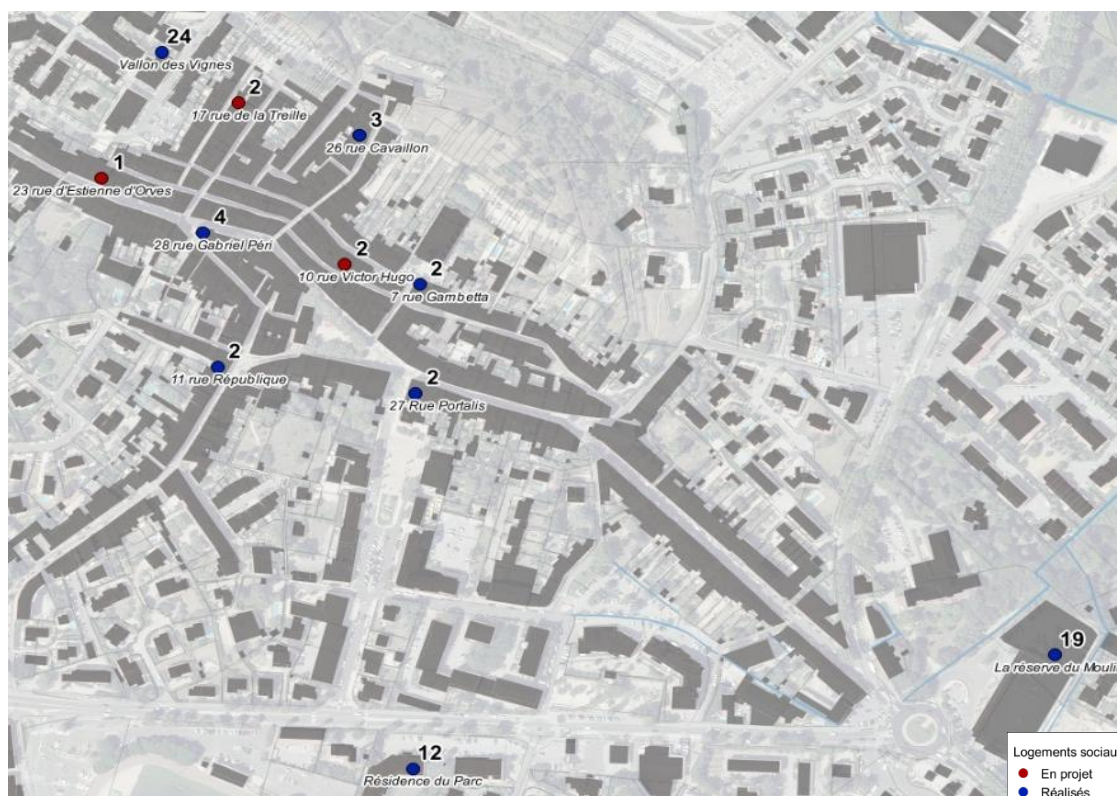 24
Vallon des Vignes
2
17 rue de la Treille
3
26 rue Cavaillon
1
23 rue d'Estienne d'Orves
4
28 rue Gabriel Péri
2
10 rue Victor Hugo
2
7 rue Gambetta
2
11 rue République
2
27 Rue Portalis
19
La réserve du Moulin
12
Résidence du Parc
Logements sociau
En projet
Réalisés